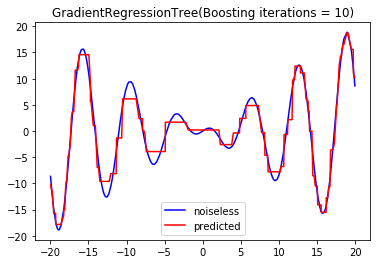 GradientRegressionTree(Boosting iterations = 10)
20
15
10
5
0
−5
−10
−15
−20
noiseless
predicted
−20 −15 −10 −5 0 5 10 15 20